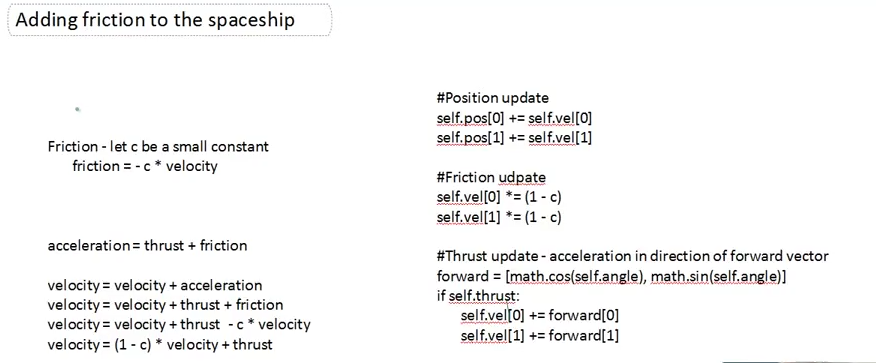 Adding friction to the spaceship
Friction - let c be a small constant
friction = - c * velocity
acceleration = thrust + friction
velocity = velocity + acceleration
velocity = velocity + thrust + friction
velocity = velocity + thrust - c * velocity
velocity = (1 - c) * velocity + thrust
#Position update
self.pos[0] += self.vel[0]
self.pos[1] += self.vel[1]
#Friction udpate
self.vel[0] *= (1 - c)
self.vel[1] *= (1 - c)
#Thrust update - acceleration in direction of forward vector
forward = [math.cos(self.angle), math.sin(self.angle)]
if self.thrust:
self.vel[0] += forward[0]
self.vel[1] += forward[1]